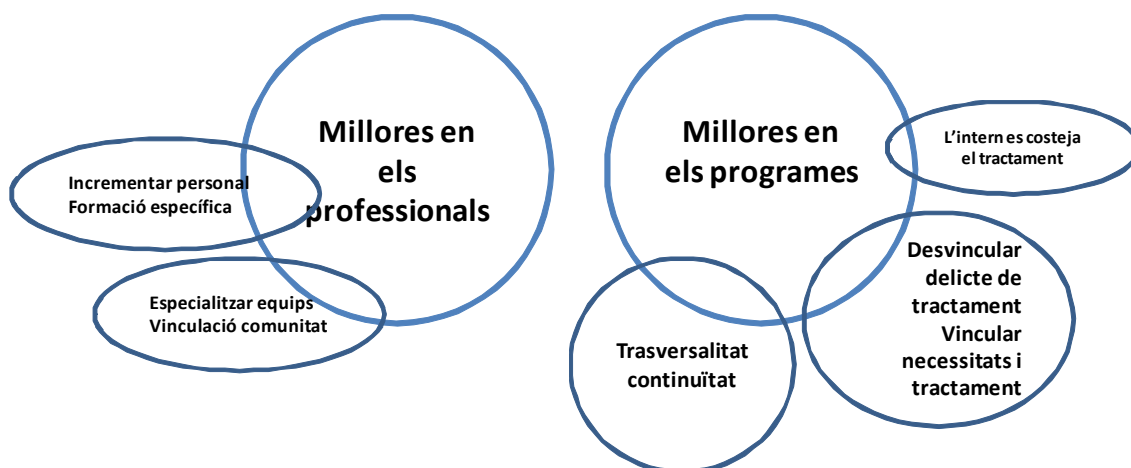 Millores en
els
professionals
Incrementar personal
Formació específica
Especialitzar equips
Vinculació comunitat
Millores en
els programes
L'intern es costeja
el tractament
Desvincular
delicte de
tractament
Vincular
necessitats i
tractament
Trasversalitat
continuïtat